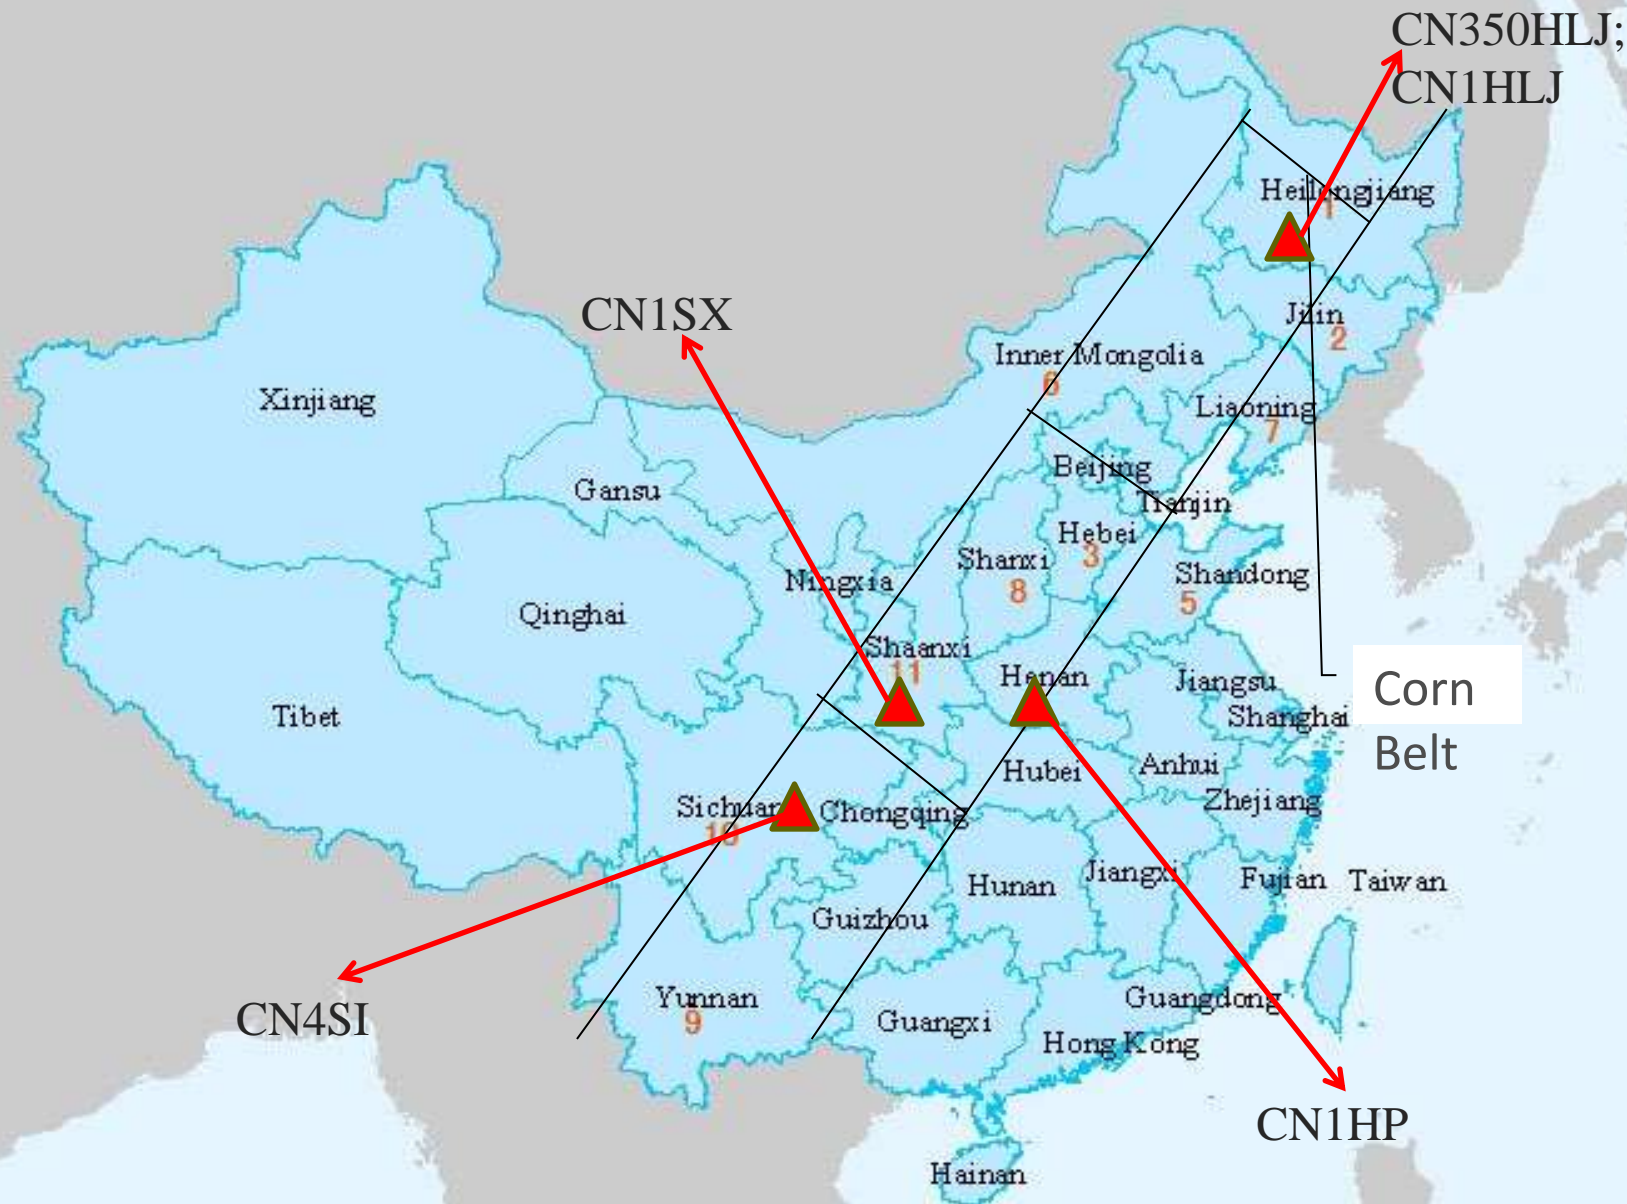 CN350HLJ;
CN1HLJ
Heilongjiang
1
CN1SX
Jilin
2
Inner Mongolia
6
Xinjiang
Liaoning
7
Beijing
Gansu
Tianjin
Hebei
3
Shanxi
8
Shandong
5
Ningxia
Qinghai
Shaanxi
11
Henan
Jiangsu
Corn
Belt
Tibet
Shanghai
Hubei
Anhui
Zhejiang
Sichuan
10
Chongqing
Jiangxi
Hunan
Fujian
Taiwan
Guizhou
Yunnan
9
Guangdong
CN4SI
Guangxi
Hong Kong
CN1HP
Hainan